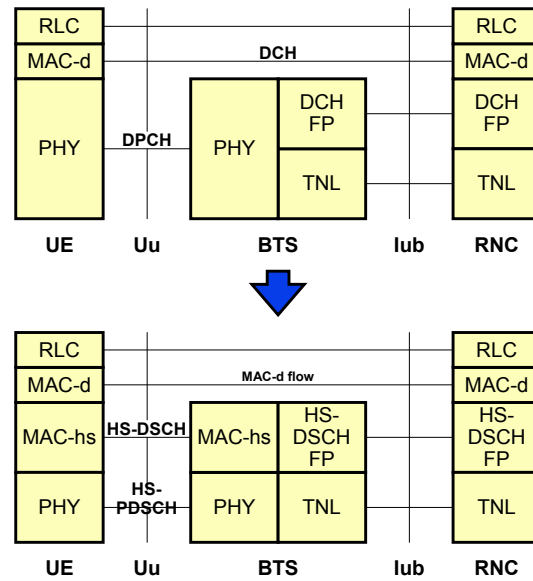 RLC
RLC
MAC-d
DCH
MAC-d
PHY
DPCH
PHY
DCH
FP
TNL
DCH
FP
TNL
UE
Uu
BTS
Iub
RNC
RLC
RLC
MAC-d
MAC-d flow
MAC-d
MAC-hs
HS-DSCH
MAC-hs
HS-
DSCH
FP
HS-
DSCH
FP
PHY
HS-
PDSCH
PHY
TNL
TNL
UE
Uu
BTS
Iub
RNC